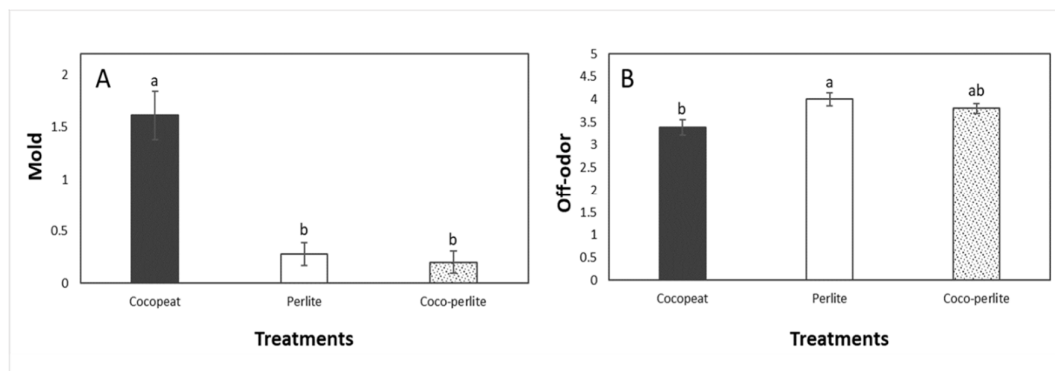 A
Mold
2
1.5
1
0.5
0
a
b
b
Cocopeat
Perlite
Coco-perlite
Treatments
B
Off-odor
5
4.5
4
3.5
3
2.5
2
1.5
1
0.5
0
b
a
ab
Cocopeat
Perlite
Coco-perlite
Treatments